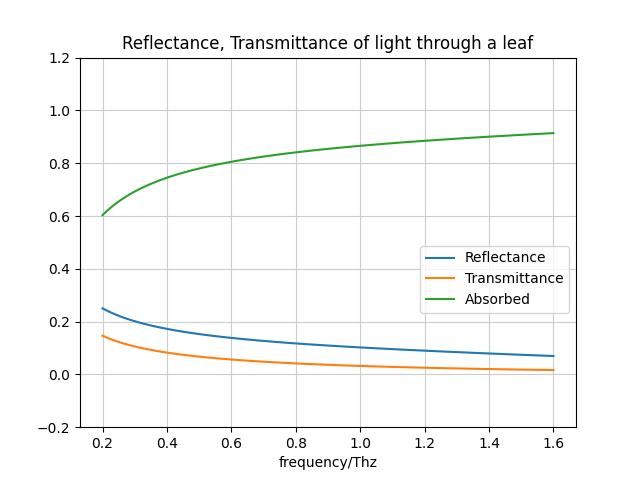 Reflectance, Transmittance of light through a leaf
1.2
1.0
0.8
0.6
0.4
0.2
0.0
−0.2
Reflectance
Transmittance
Absorbed
0.2 0.4 0.6 0.8 1.0 1.2 1.4 1.6
frequency/Thz